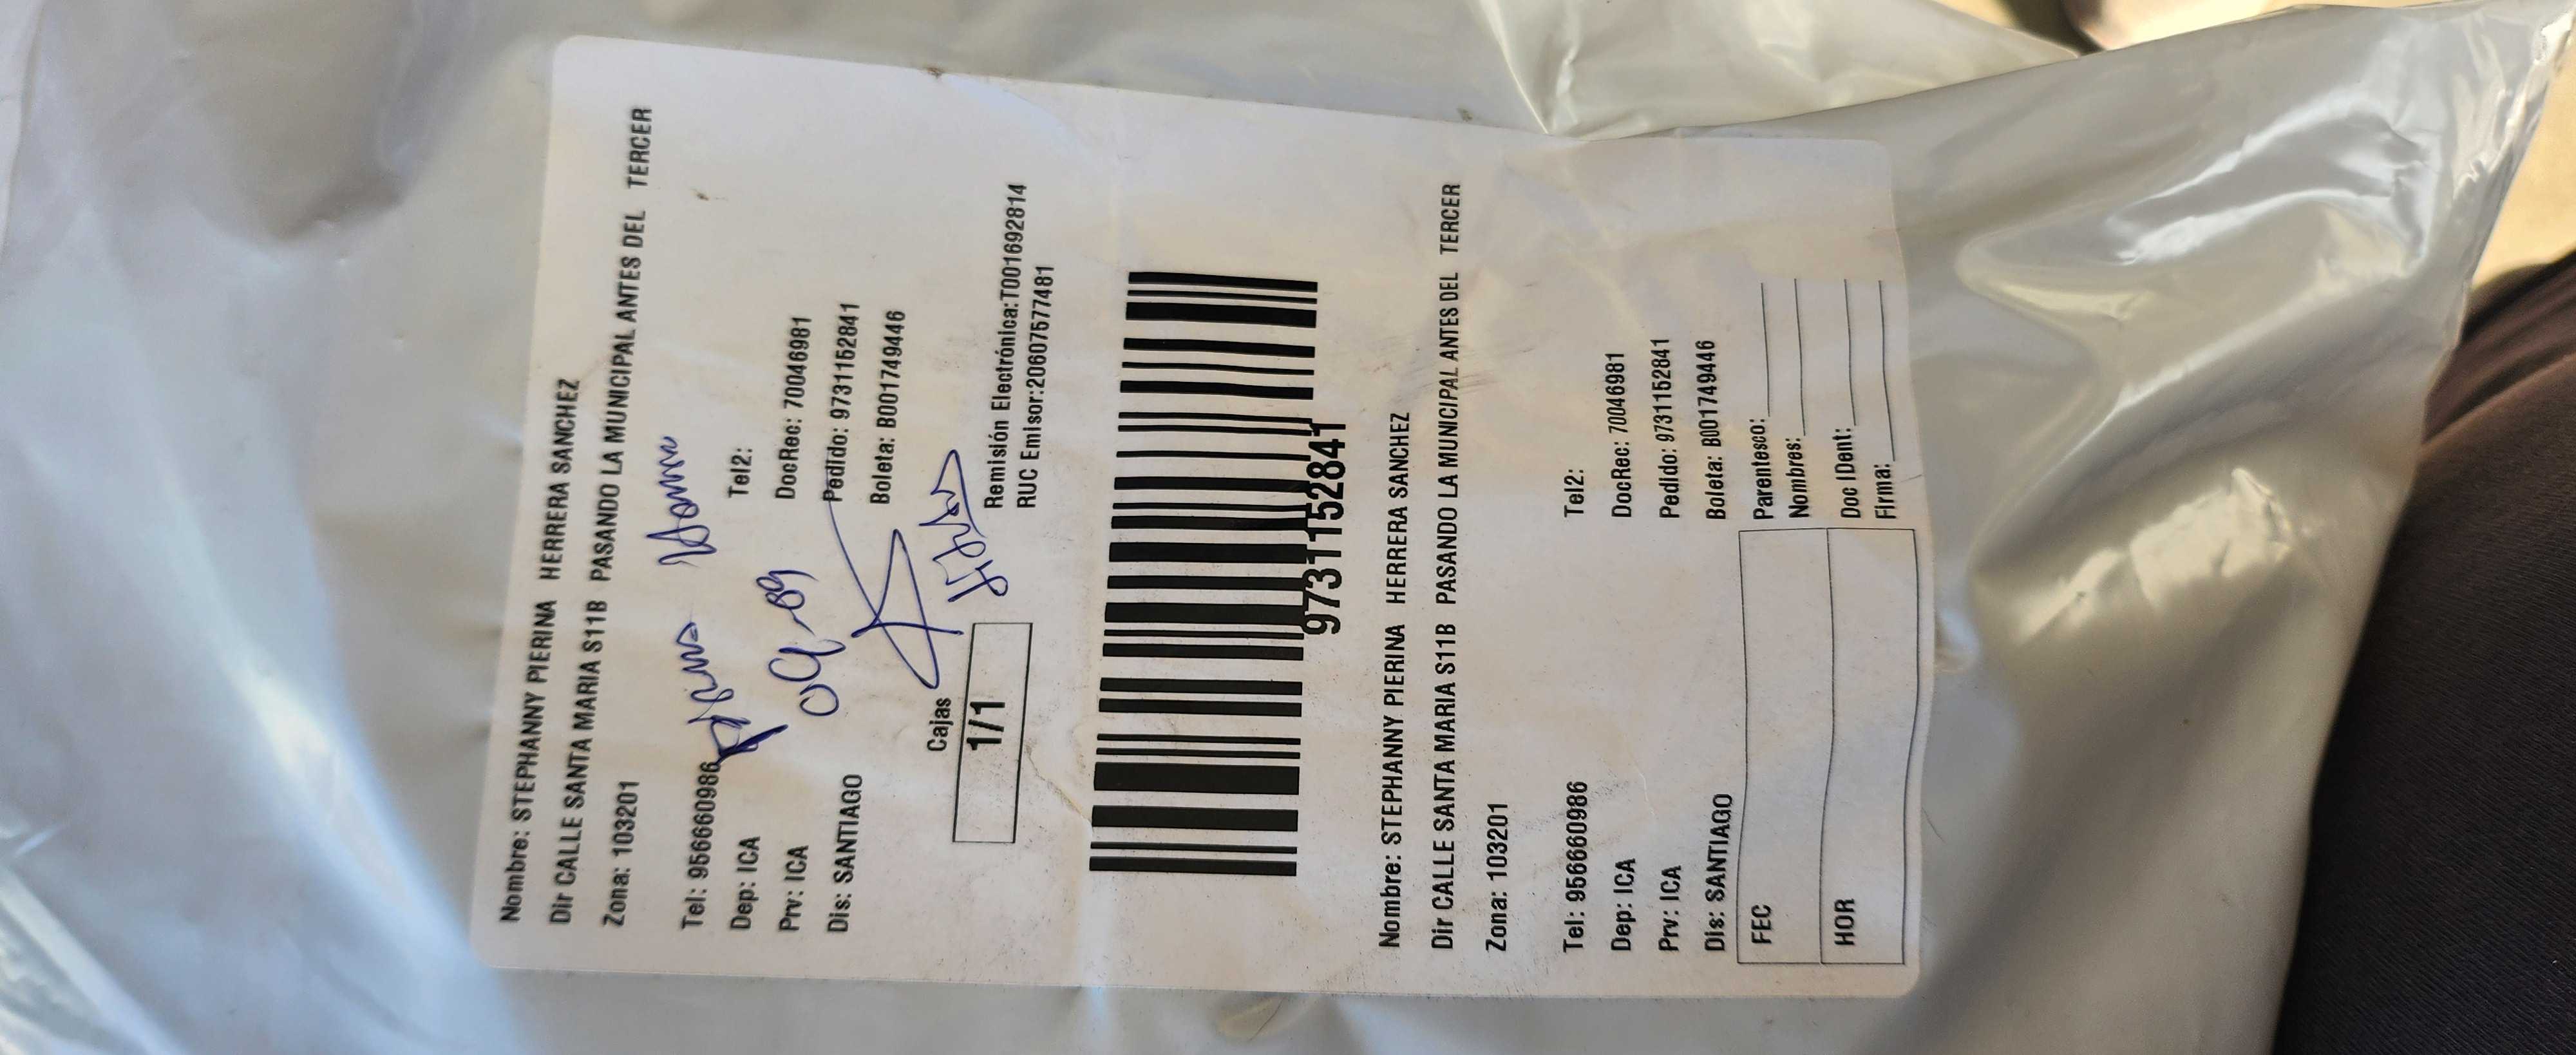 Nombre: STEPHANNY PIERINA HERRERA SANCHEZ
Dir CALLE SANTA MARIA S11B PASANDO LA MUNICIPAL ANTES DEL TERCER
Zona: 103201
Tel: 956660986
Tel2:
Dep: ICA
DocRec: 70046981
Prv: ICA
Pedido: 9731152841
Dis: SANTIAGO
Boleta: B001749446
Cajas
1/1
Remisión Electrónica:T001692814
RUC Emisor:20607577481
9731152841
Nombre: STEPHANNY PIERINA HERRERA SANCHEZ
Dir CALLE SANTA MARIA S11B PASANDO LA MUNICIPAL ANTES DEL TERCER
Zona: 103201
Tel: 956660986
Tel2:
Dep: ICA
DocRec: 70046981
Prv: ICA
Pedido: 9731152841
Dis: SANTIAGO
Boleta: B001749446
FEC
Parentesco:
Nombres:
HOR
Doc IDent:
Firma: